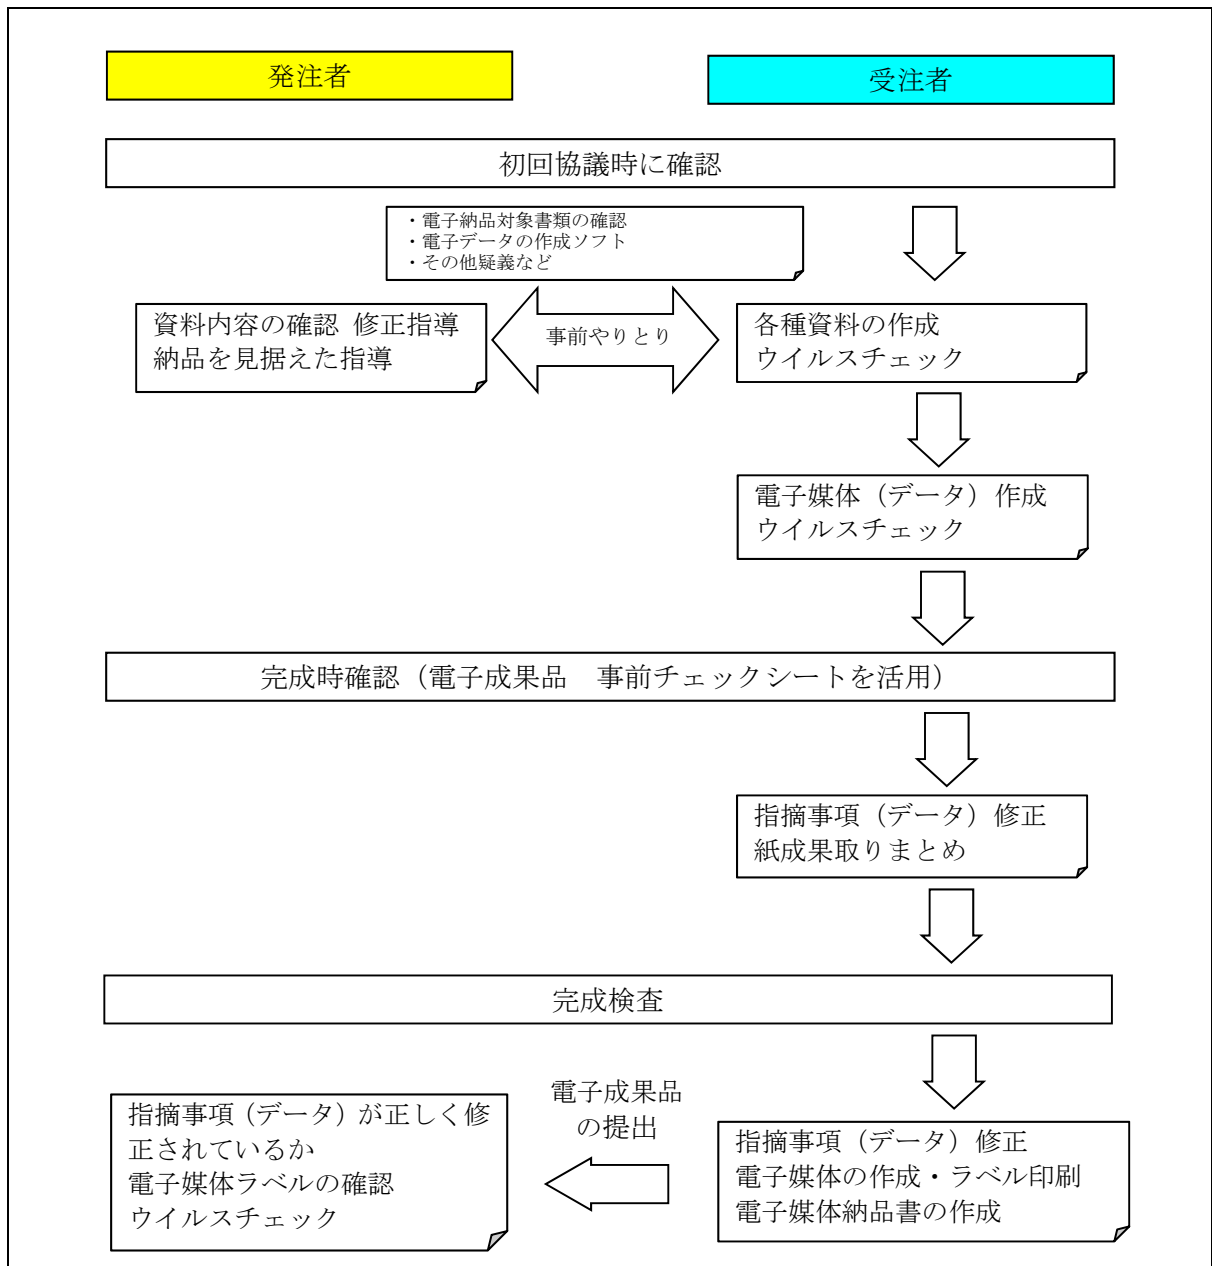 発注者
受注者
初回協議時に確認
・電子納品対象書類の確認
・電子データの作成ソフト
・その他疑義など
資料内容の確認 修正指導
納品を見据えた指導
事前やりとり
各種資料の作成
ウイルスチェック
電子媒体（データ）作成
ウイルスチェック
完成時確認（電子成果品　事前チェックシートを活用）
指摘事項（データ）修正
紙成果取りまとめ
完成検査
指摘事項（データ）が正しく修
正されているか
電子媒体ラベルの確認
ウイルスチェック
電子成果品
の提出
指摘事項（データ）修正
電子媒体の作成・ラベル印刷
電子媒体納品書の作成